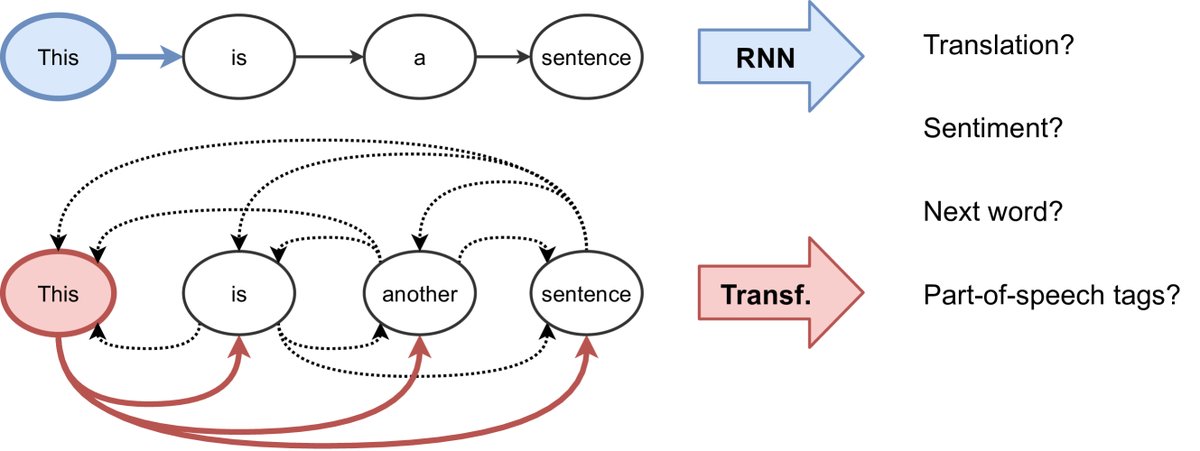 This is a sentence
RNN
Translation?
Sentiment?
Next word?
This is another sentence
Transf.
Part-of-speech tags?